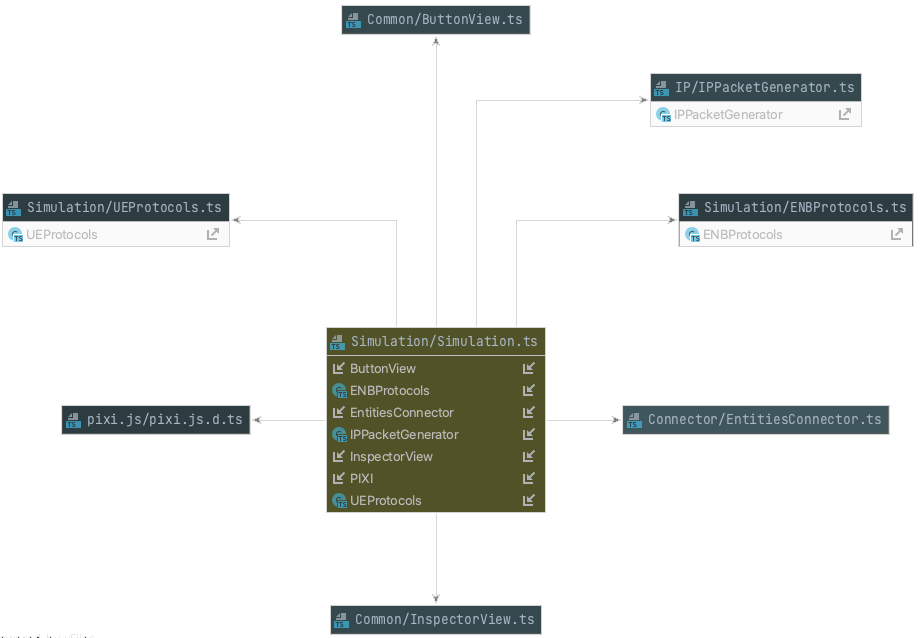 Common/ButtonView.ts
IP/IPPacketGenerator.ts
IPPacketGenerator
Simulation/UEProtocols.ts
UEProtocols
Simulation/ENBProtocols.ts
ENBProtocols
Simulation/Simulation.ts
ButtonView
ENBProtocols
EntitiesConnector
IPPacketGenerator
InspectorView
PIXI
UEProtocols
pixi.js/pixi.js.d.ts
Connector/EntitiesConnector.ts
Common/InspectorView.ts